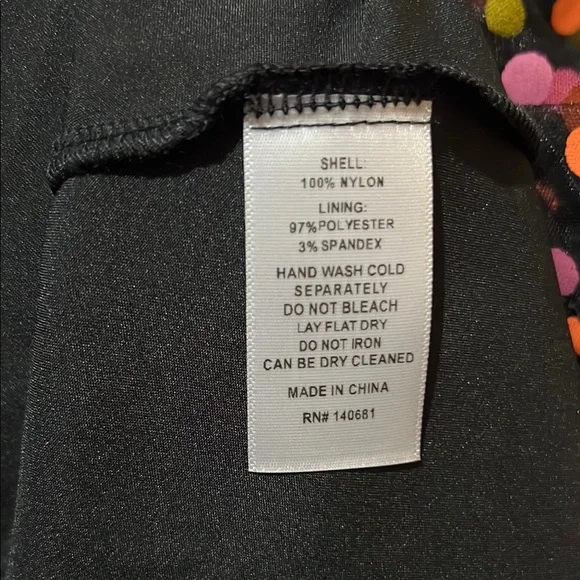 SHELL:
100% NYLON
LINING:
97%POLYESTER
3% SPANDEX
HAND WASH COLD
SEPARATELY
DO NOT BLEACH
LAY FLAT DRY
DO NOT IRON
CAN BE DRY CLEANED
MADE IN CHINA
RN# 140681